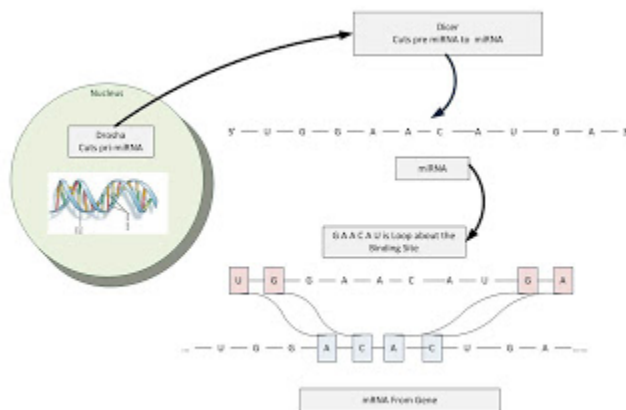 Dicer
Cuts pre miRNA to miRNA
Nucleus
Drosha
Cuts pri-miRNA
5' — U — G — G — A — A — C — A — U — G — A — 3'
miRNA
G A A C A U is Loop about the
Binding Site
U — G — G — A — A — C — A — U — G — A
... — U — G — G — A — C — A — C — U — G — A — ...
mRNA From Gene